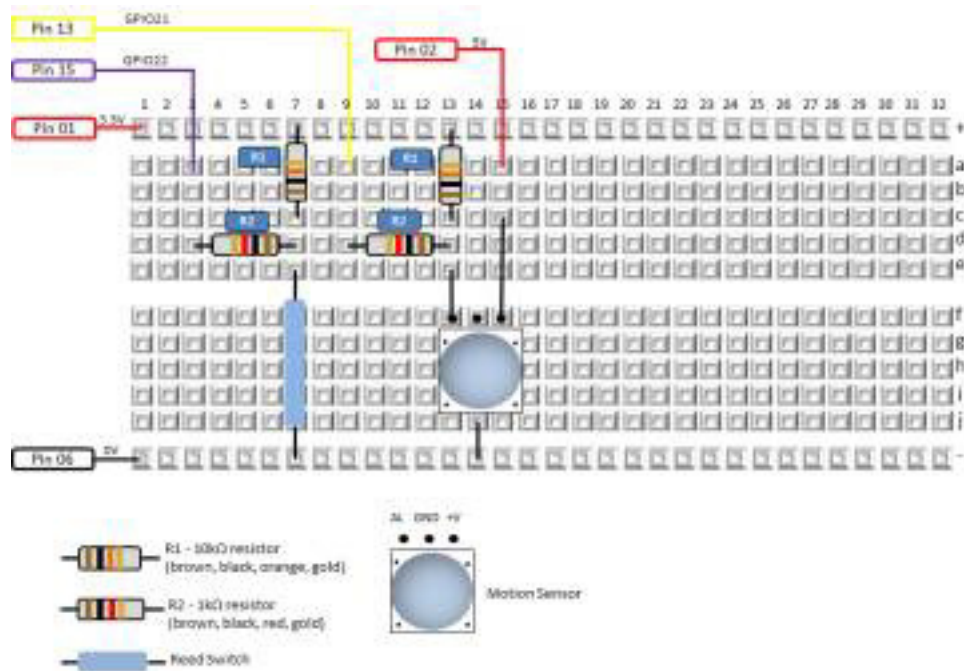 Pin 13 GPIO21
Pin 02 5V
Pin 15 GPIO22
1 2 3 4 5 6 7 8 9 10 11 12 13 14 15 16 17 18 19 20 21 22 23 24 25 26 27 28 29 30 31 32
Pin 01 3.3V +
R1 R1 a
b
R2 R2 c
d
e
f
g
h
i
j
Pin 06 0V -
AL GND +V
R1 - 10kΩ resistor
(brown, black, orange, gold)
Motion Sensor
R2 - 1kΩ resistor
(brown, black, red, gold)
Reed Switch